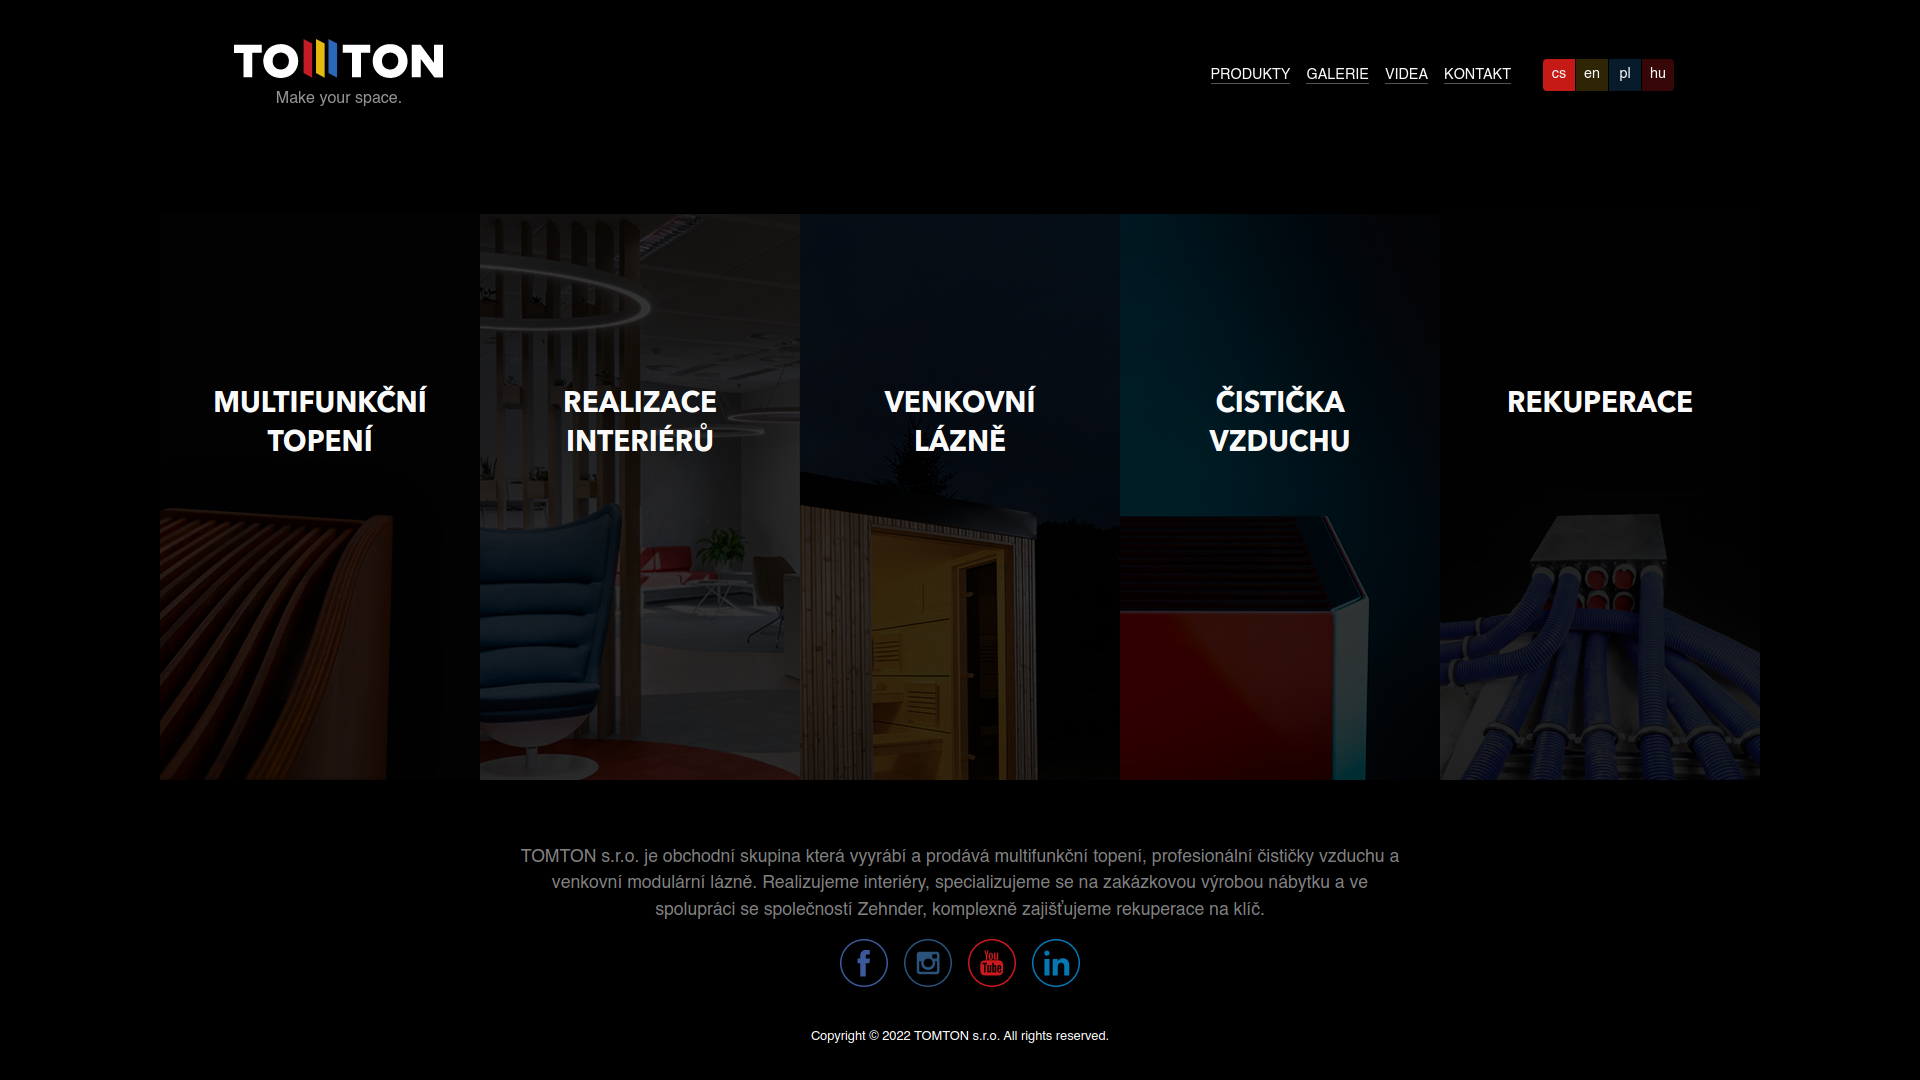 TOMTON
Make your space.
PRODUKTY GALERIE VIDEA KONTAKT
cs en pl hu
MULTIFUNKČNÍ
TOPENÍ
REALIZACE
INTERIÉRŮ
VENKOVNÍ
LÁZNĚ
ČISTIČKA
VZDUCHU
REKUPERACE
TOMTON s.r.o. je obchodní skupina která vyyrábí a prodává multifunkční topení, profesionální čističky vzduchu a
venkovní modulární lázně. Realizujeme interiéry, specializujeme se na zakázkovou výrobou nábytku a ve
spolupráci se společností Zehnder, komplexně zajišťujeme rekuperace na klíč.
f
You
Tube
in
Copyright © 2022 TOMTON s.r.o. All rights reserved.